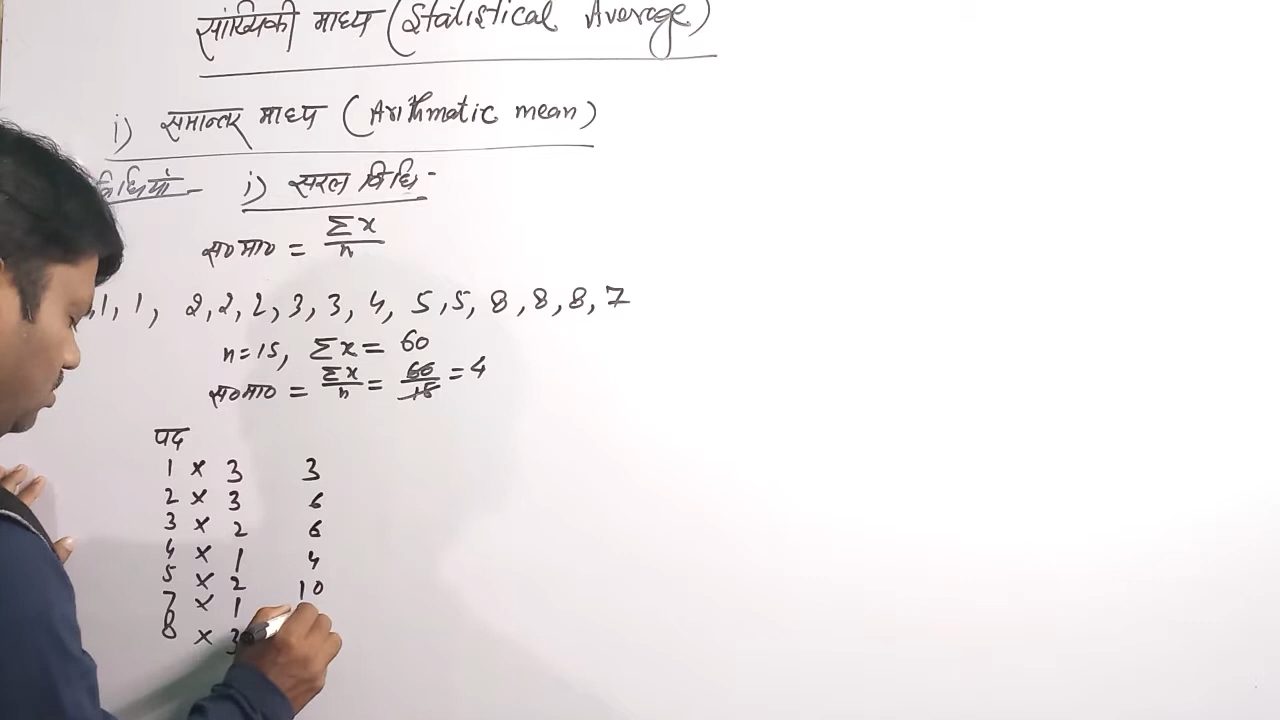 सांख्यिकी माध्य (Statistical Average)
i) समान्तर माध्य (Arithmatic mean)
विधियां - i) सरल विधि -
स०मा० = Σx/n
,1, 1, 2,2,2,3,3,4,5,5,8,8,8,7
n=15, Σx = 60
स०मा० = Σx/n = 60/15 = 4
पद
1 × 3 3
2 × 3 6
3 × 2 6
4 × 1 4
5 × 2 10
7 × 1
8 × 3